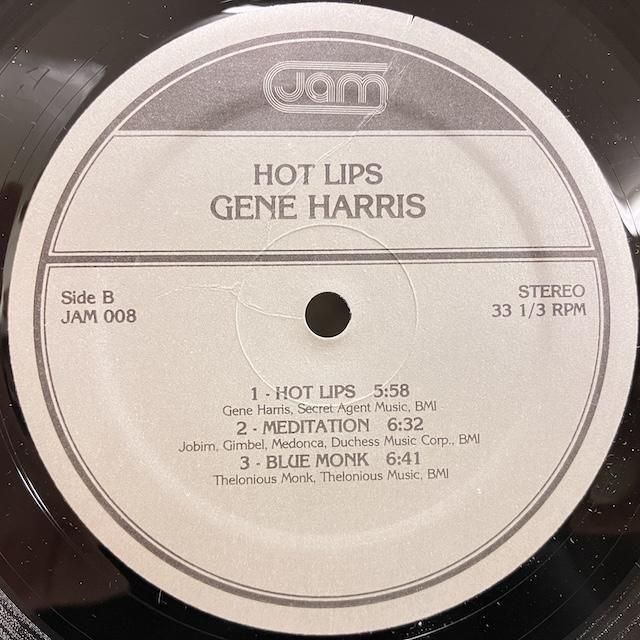 Jam
HOT LIPS
GENE HARRIS
Side B
JAM 008
STEREO
33 1/3 RPM
1 - HOT LIPS 5:58
Gene Harris, Secret Agent Music, BMI
2 - MEDITATION 6:32
Jobim, Gimbel, Medonca, Duchess Music Corp., BMI
3 - BLUE MONK 6:41
Thelonious Monk, Thelonious Music, BMI